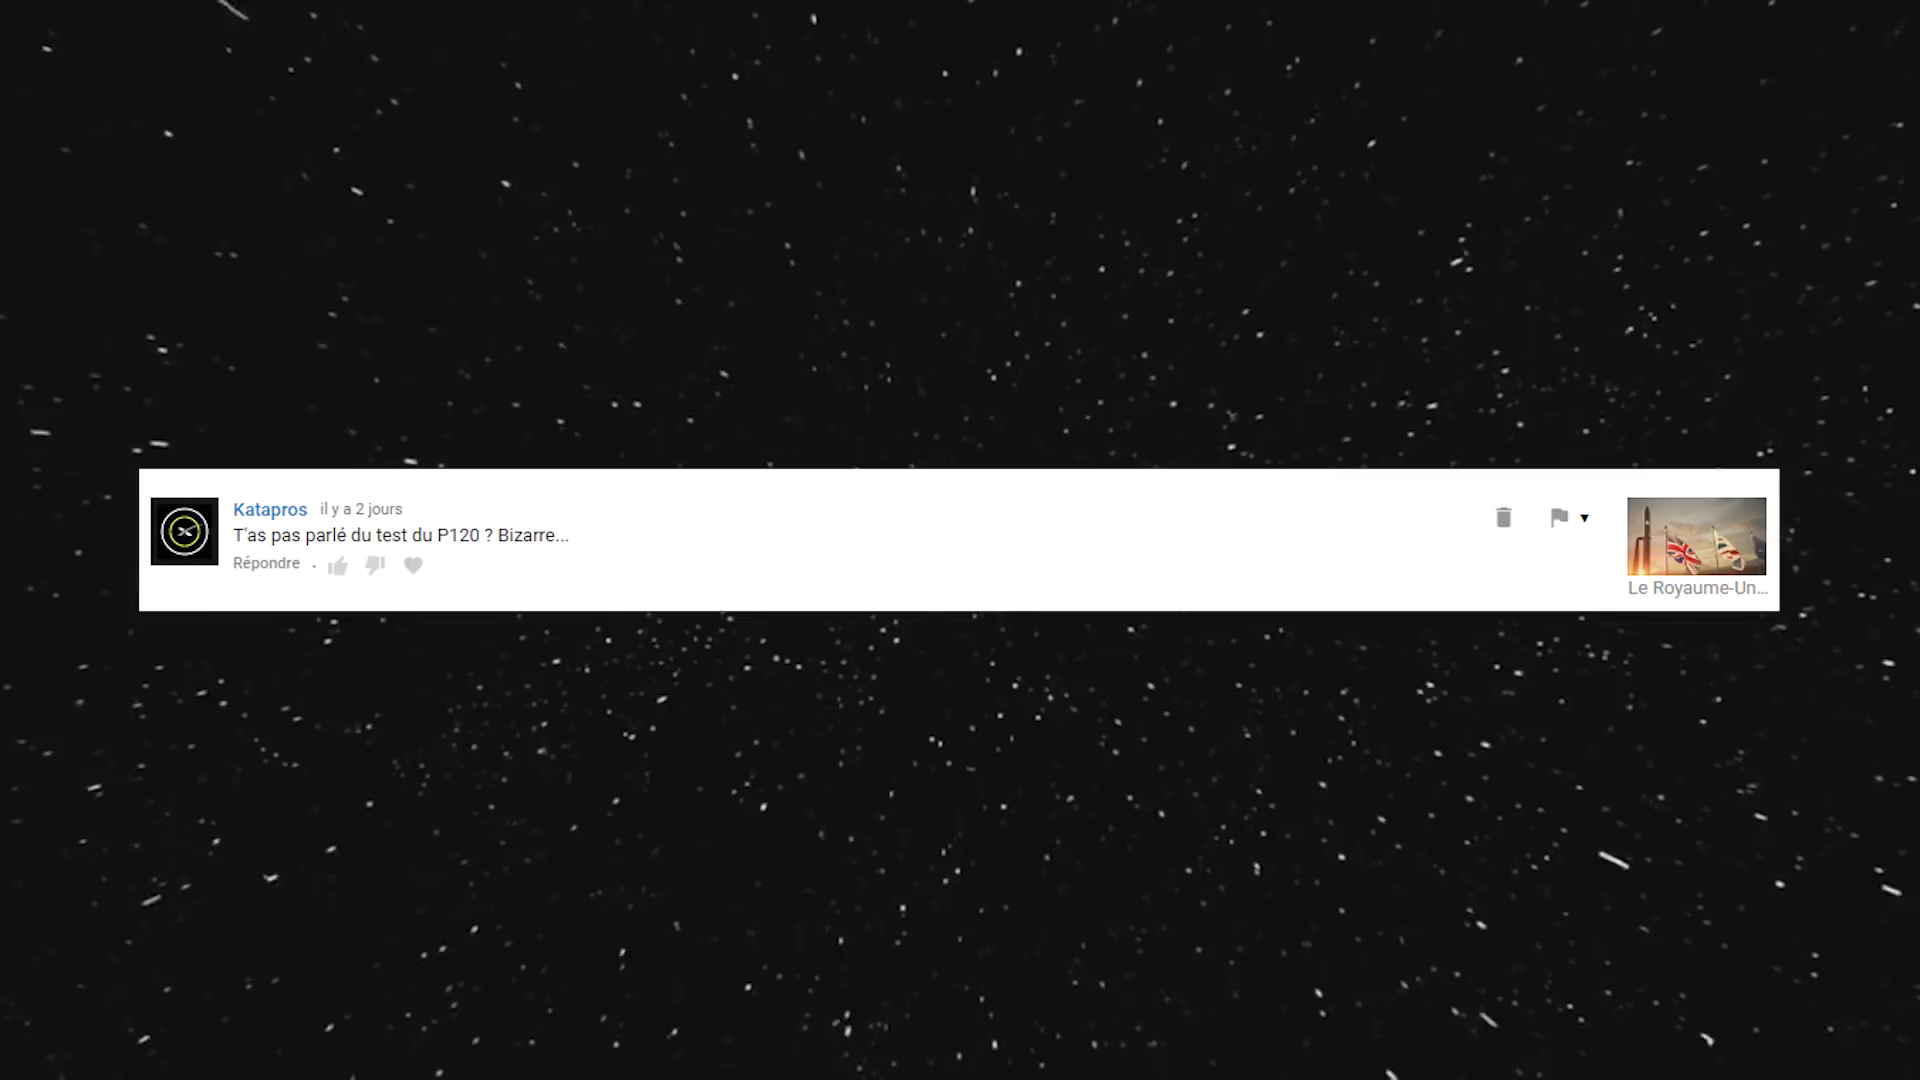 Katapros il y a 2 jours
T'as pas parlé du test du P120 ? Bizarre...
Répondre .
Le Royaume-Un...